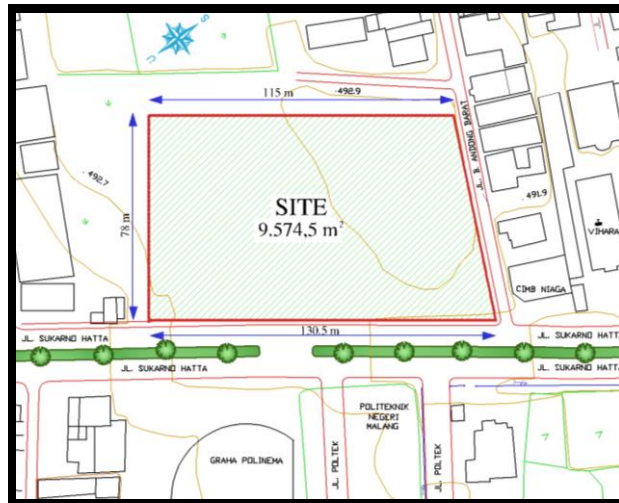 S
U
JL.
115 m
492.9
JL. B. ANDONG BARAT
492.7
78 m
SITE
9.574,5 m²
491.9
VIHARA
CIMB NIAGA
130.5 m
JL. SUKARNO HATTA
JL. SUKARNO HATTA
JL. SUKARNO HATTA
JL. SUKARNO HATTA
POLITEKNIK
NEGERI
MALANG
GRAHA POLINEMA
JL. POLTEK
JL. POLTEK